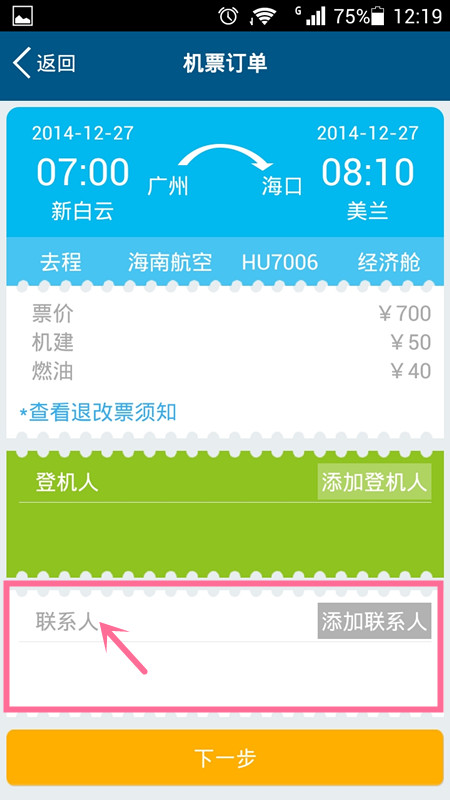 G 75% 12:19
返回 机票订单
2014-12-27 2014-12-27
07:00 广州 海口 08:10
新白云 美兰
去程 海南航空 HU7006 经济舱
票价 ￥700
机建 ￥50
燃油 ￥40
*查看退改票须知
登机人 添加登机人
联系人 添加联系人
下一步